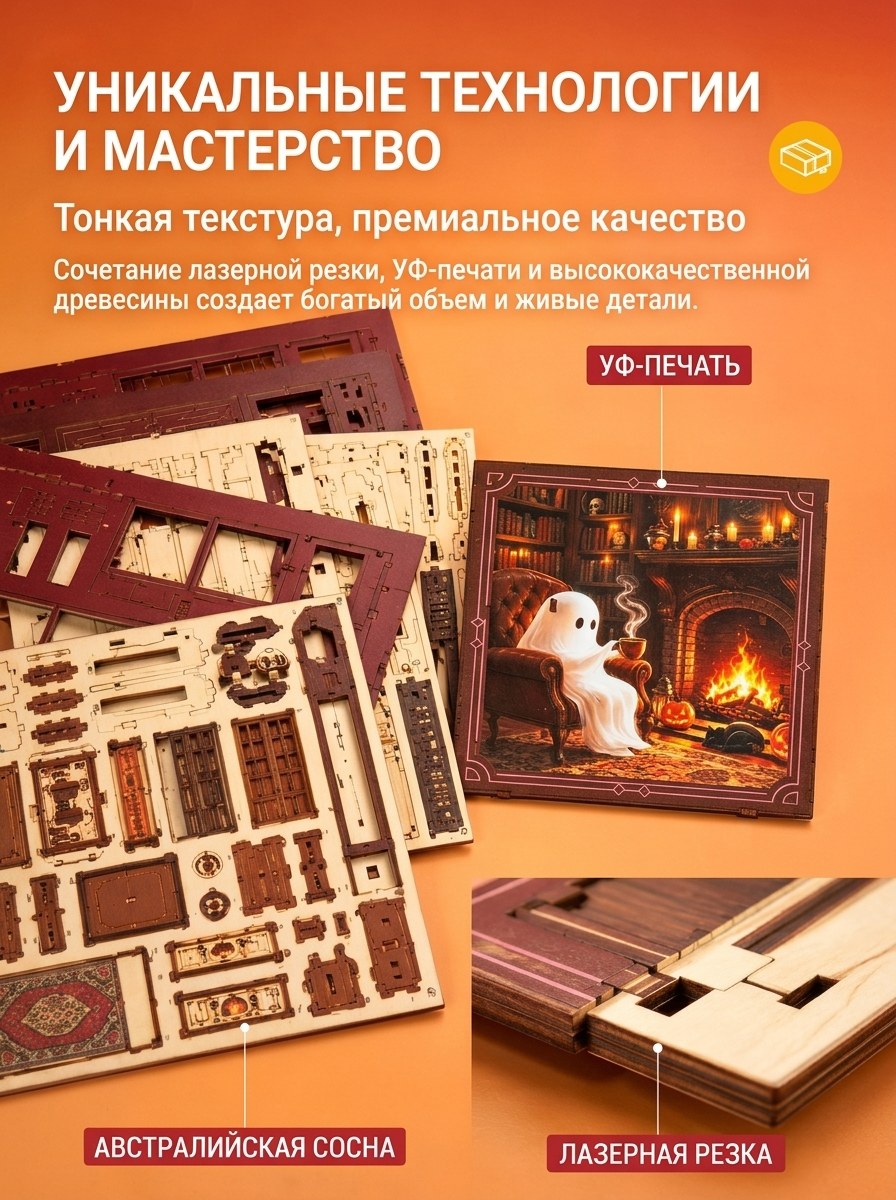 УНИКАЛЬНЫЕ ТЕХНОЛОГИИ
И МАСТЕРСТВО
Тонкая текстура, премиальное качество
Сочетание лазерной резки, УФ-печати и высококачественной
древесины создает богатый объем и живые детали.
УФ-ПЕЧАТЬ
АВСТРАЛИЙСКАЯ СОСНА
ЛАЗЕРНАЯ РЕЗКА